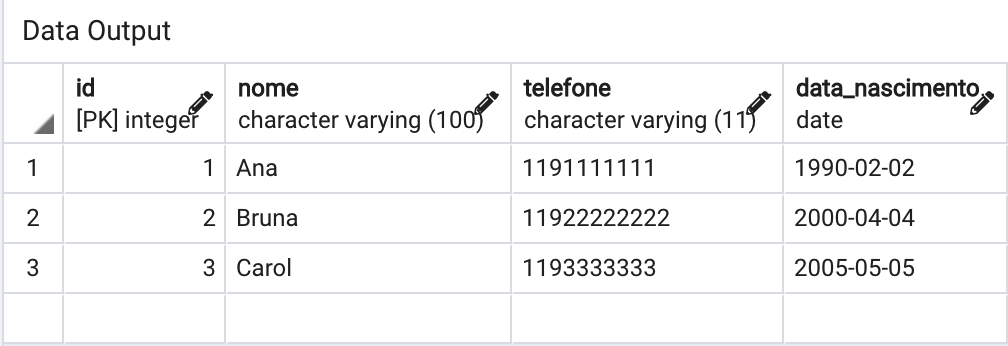 Data Output
id nome telefone data_nascimento
[PK] integer character varying (100) character varying (11) date
1 1 Ana 1191111111 1990-02-02
2 2 Bruna 11922222222 2000-04-04
3 3 Carol 1193333333 2005-05-05